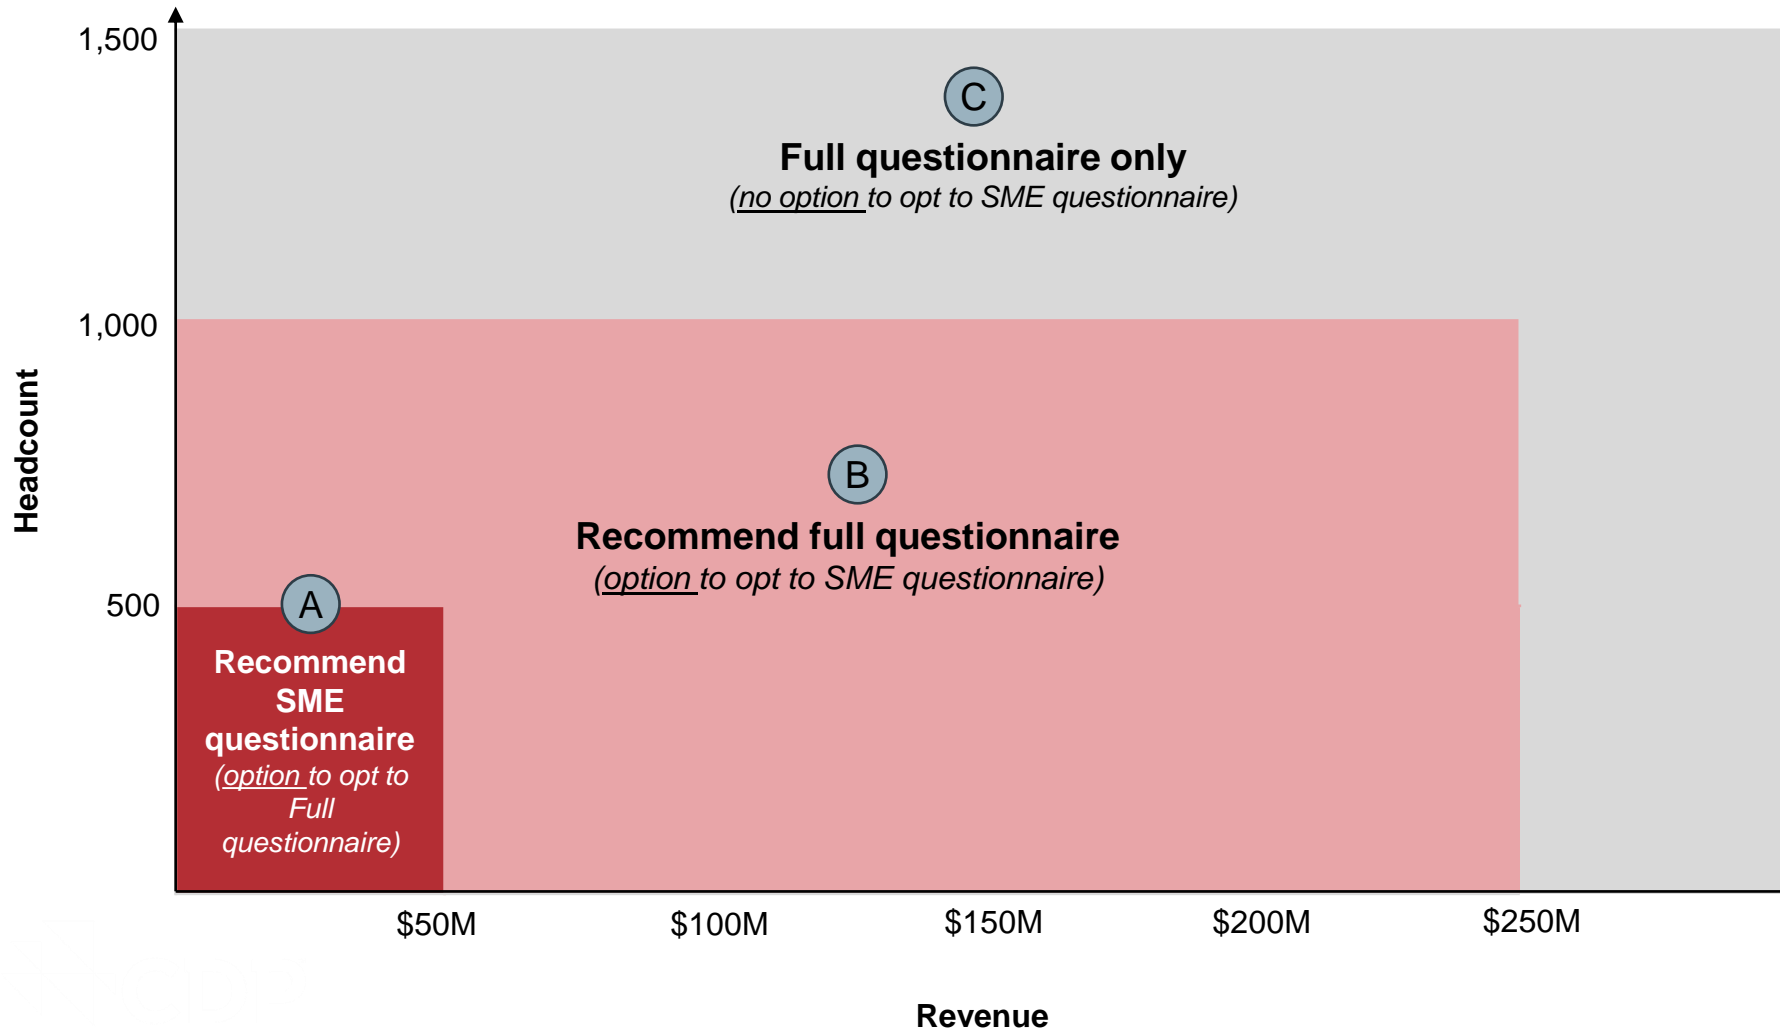 1,500
C
Full questionnaire only
(no option to opt to SME questionnaire)
1,000
Headcount
B
Recommend full questionnaire
(option to opt to SME questionnaire)
500
A
Recommend
SME
questionnaire
(option to opt to
Full
questionnaire)
$50M
$100M
$150M
$200M
$250M
Revenue